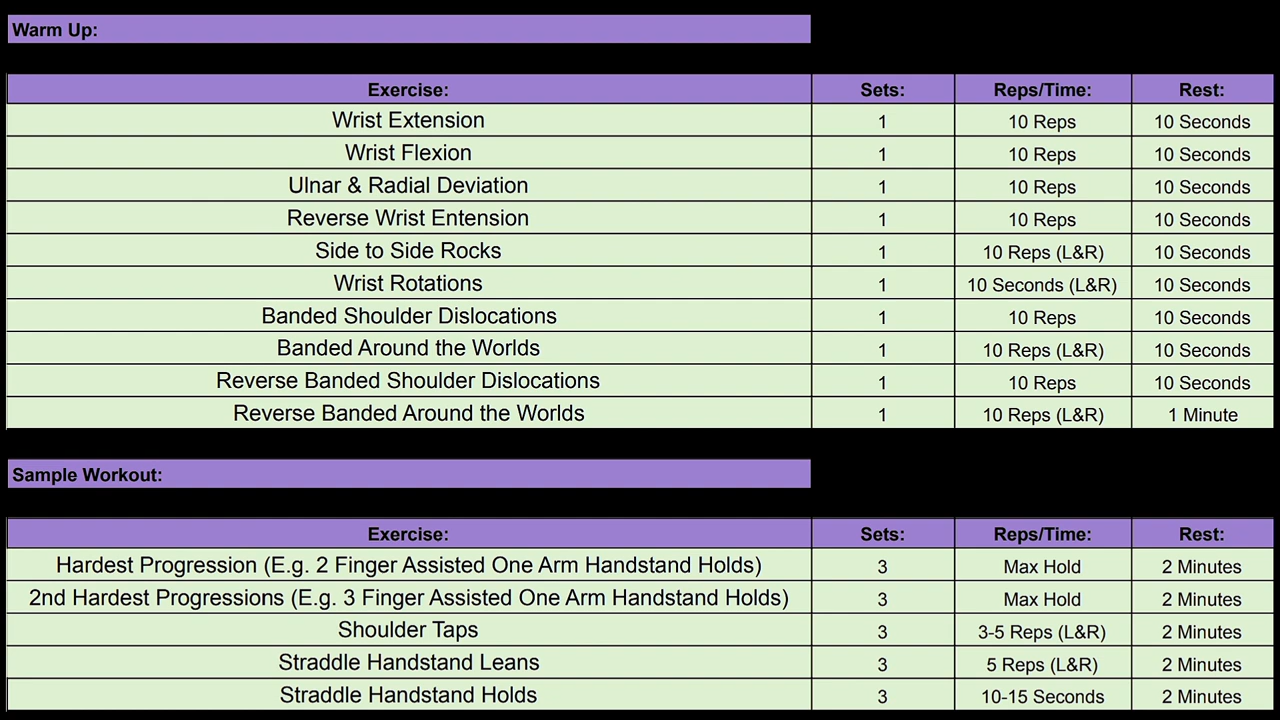 Warm Up:
Exercise: Sets: Reps/Time: Rest:
Wrist Extension 1 10 Reps 10 Seconds
Wrist Flexion 1 10 Reps 10 Seconds
Ulnar & Radial Deviation 1 10 Reps 10 Seconds
Reverse Wrist Entension 1 10 Reps 10 Seconds
Side to Side Rocks 1 10 Reps (L&R) 10 Seconds
Wrist Rotations 1 10 Seconds (L&R) 10 Seconds
Banded Shoulder Dislocations 1 10 Reps 10 Seconds
Banded Around the Worlds 1 10 Reps (L&R) 10 Seconds
Reverse Banded Shoulder Dislocations 1 10 Reps 10 Seconds
Reverse Banded Around the Worlds 1 10 Reps (L&R) 1 Minute
Sample Workout:
Exercise: Sets: Reps/Time: Rest:
Hardest Progression (E.g. 2 Finger Assisted One Arm Handstand Holds) 3 Max Hold 2 Minutes
2nd Hardest Progressions (E.g. 3 Finger Assisted One Arm Handstand Holds) 3 Max Hold 2 Minutes
Shoulder Taps 3 3-5 Reps (L&R) 2 Minutes
Straddle Handstand Leans 3 5 Reps (L&R) 2 Minutes
Straddle Handstand Holds 3 10-15 Seconds 2 Minutes